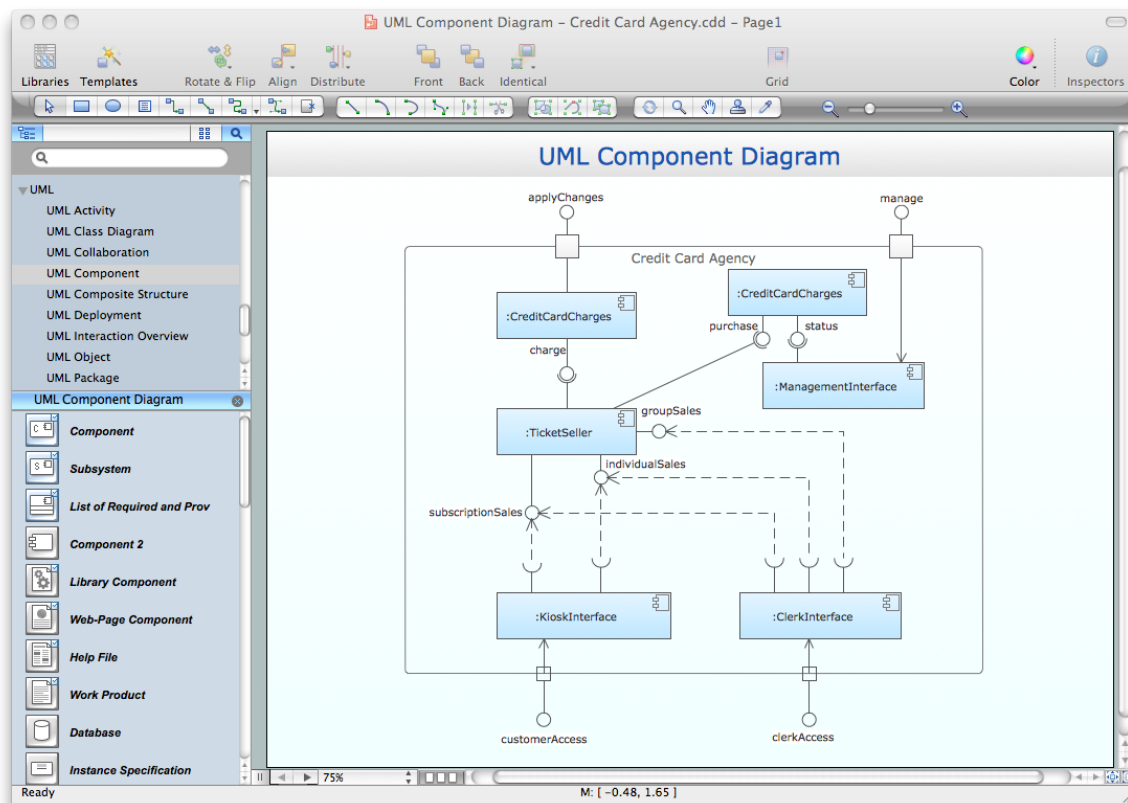 UML Component Diagram – Credit Card Agency.cdd – Page1
Libraries Templates Rotate & Flip Align Distribute Front Back Identical Grid Color Inspectors
UML
UML Activity
UML Class Diagram
UML Collaboration
UML Component
UML Composite Structure
UML Deployment
UML Interaction Overview
UML Object
UML Package
UML Component Diagram
C
Component
S
Subsystem
List of Required and Prov
Component 2
Library Component
Web-Page Component
Help File
Work Product
Database
Instance Specification
UML Component Diagram
applyChanges
manage
Credit Card Agency
:CreditCardCharges
:CreditCardCharges
purchase
status
charge
:ManagementInterface
:TicketSeller
groupSales
individualSales
subscriptionSales
:KioskInterface
:ClerkInterface
customerAccess
clerkAccess
75%
Ready
M: [ -0.48, 1.65 ]